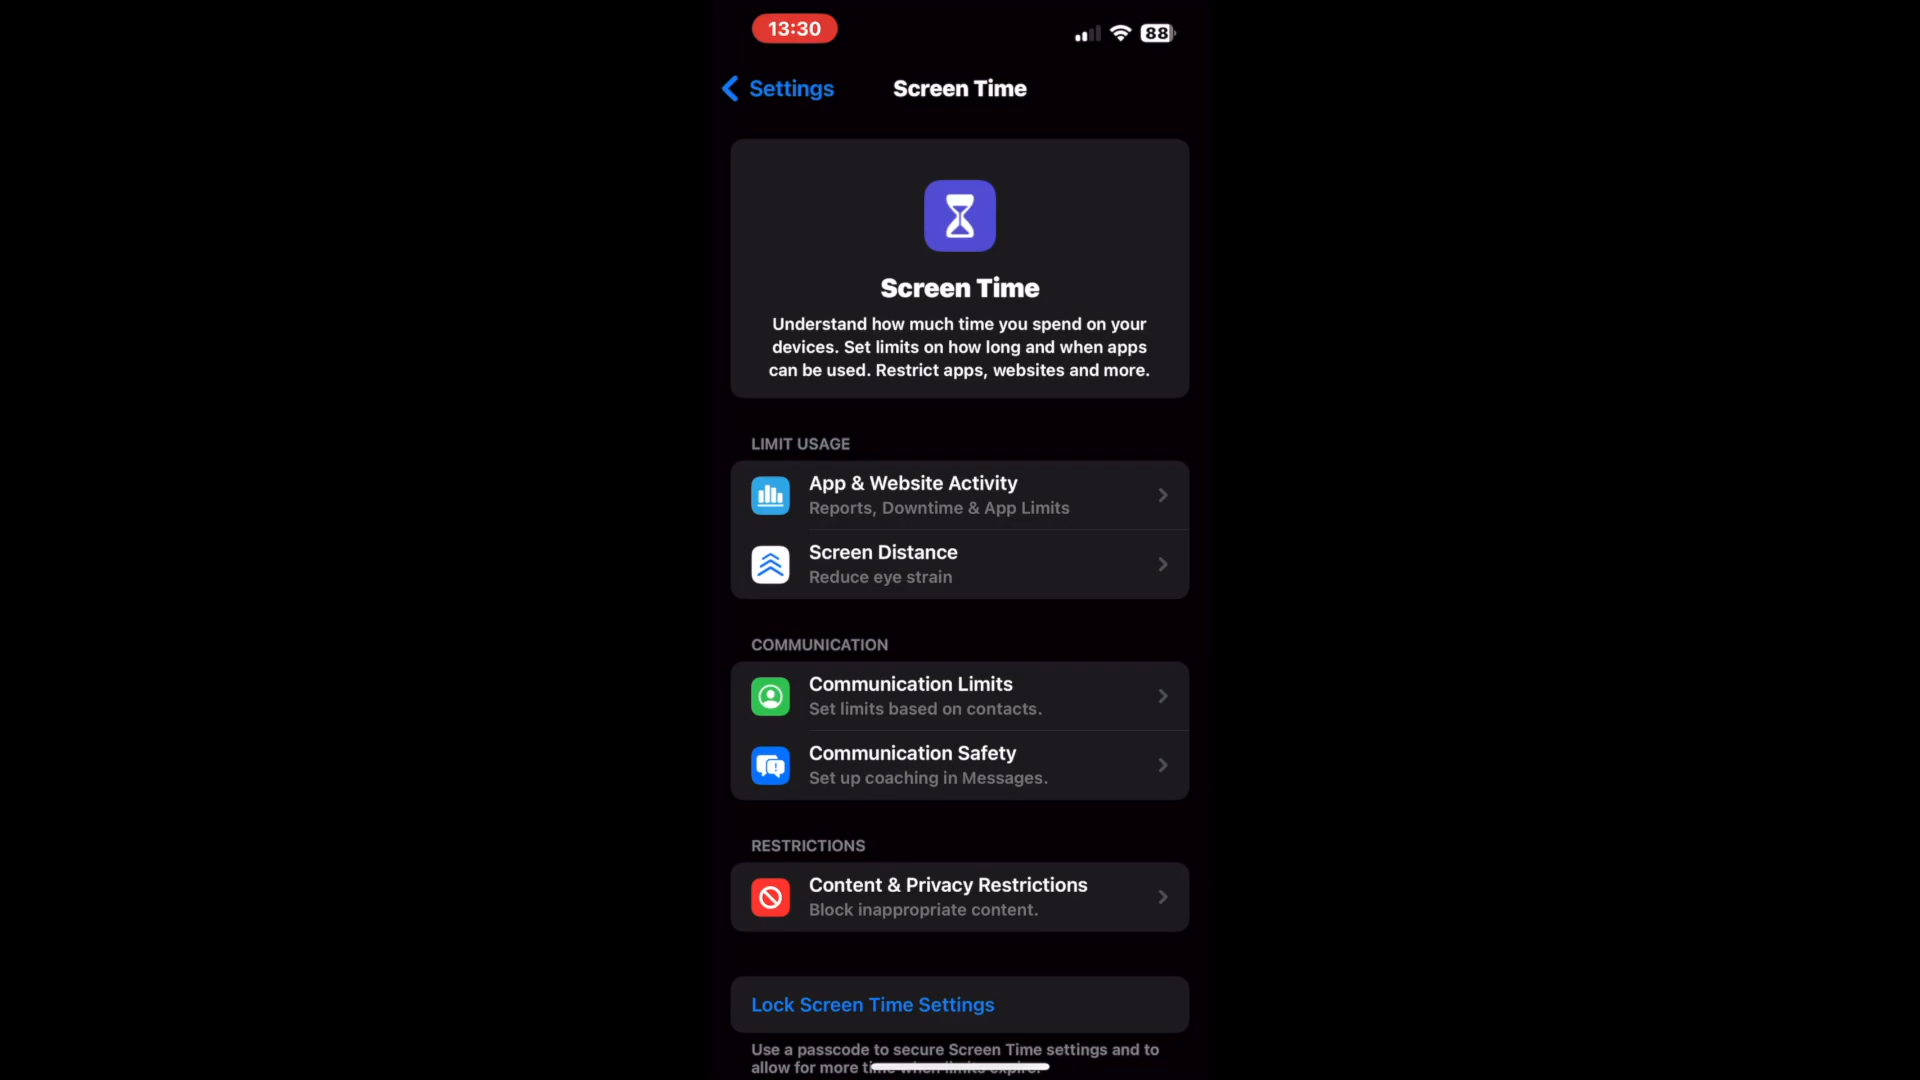 13:30
88
Settings
Screen Time
Screen Time
Understand how much time you spend on your
devices. Set limits on how long and when apps
can be used. Restrict apps, websites and more.
LIMIT USAGE
App & Website Activity
Reports, Downtime & App Limits
Screen Distance
Reduce eye strain
COMMUNICATION
Communication Limits
Set limits based on contacts.
Communication Safety
Set up coaching in Messages.
RESTRICTIONS
Content & Privacy Restrictions
Block inappropriate content.
Lock Screen Time Settings
Use a passcode to secure Screen Time settings and to
allow for more time when limits expire.